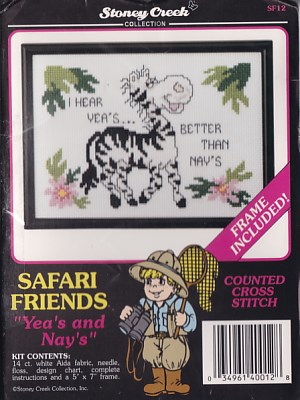 Stoney Creek
COLLECTION
SF12
I HEAR
YEA'S...
BETTER
THAN
NAY'S
FRAME
INCLUDED!
SAFARI
FRIENDS
"Yea's and
Nay's"
COUNTED
CROSS
STITCH
KIT CONTENTS:
14 ct. white Aida fabric, needle,
floss, design chart, complete
instructions and a 5" x 7" frame.
©Stoney Creek Collection, Inc.
0 34961 40012 8